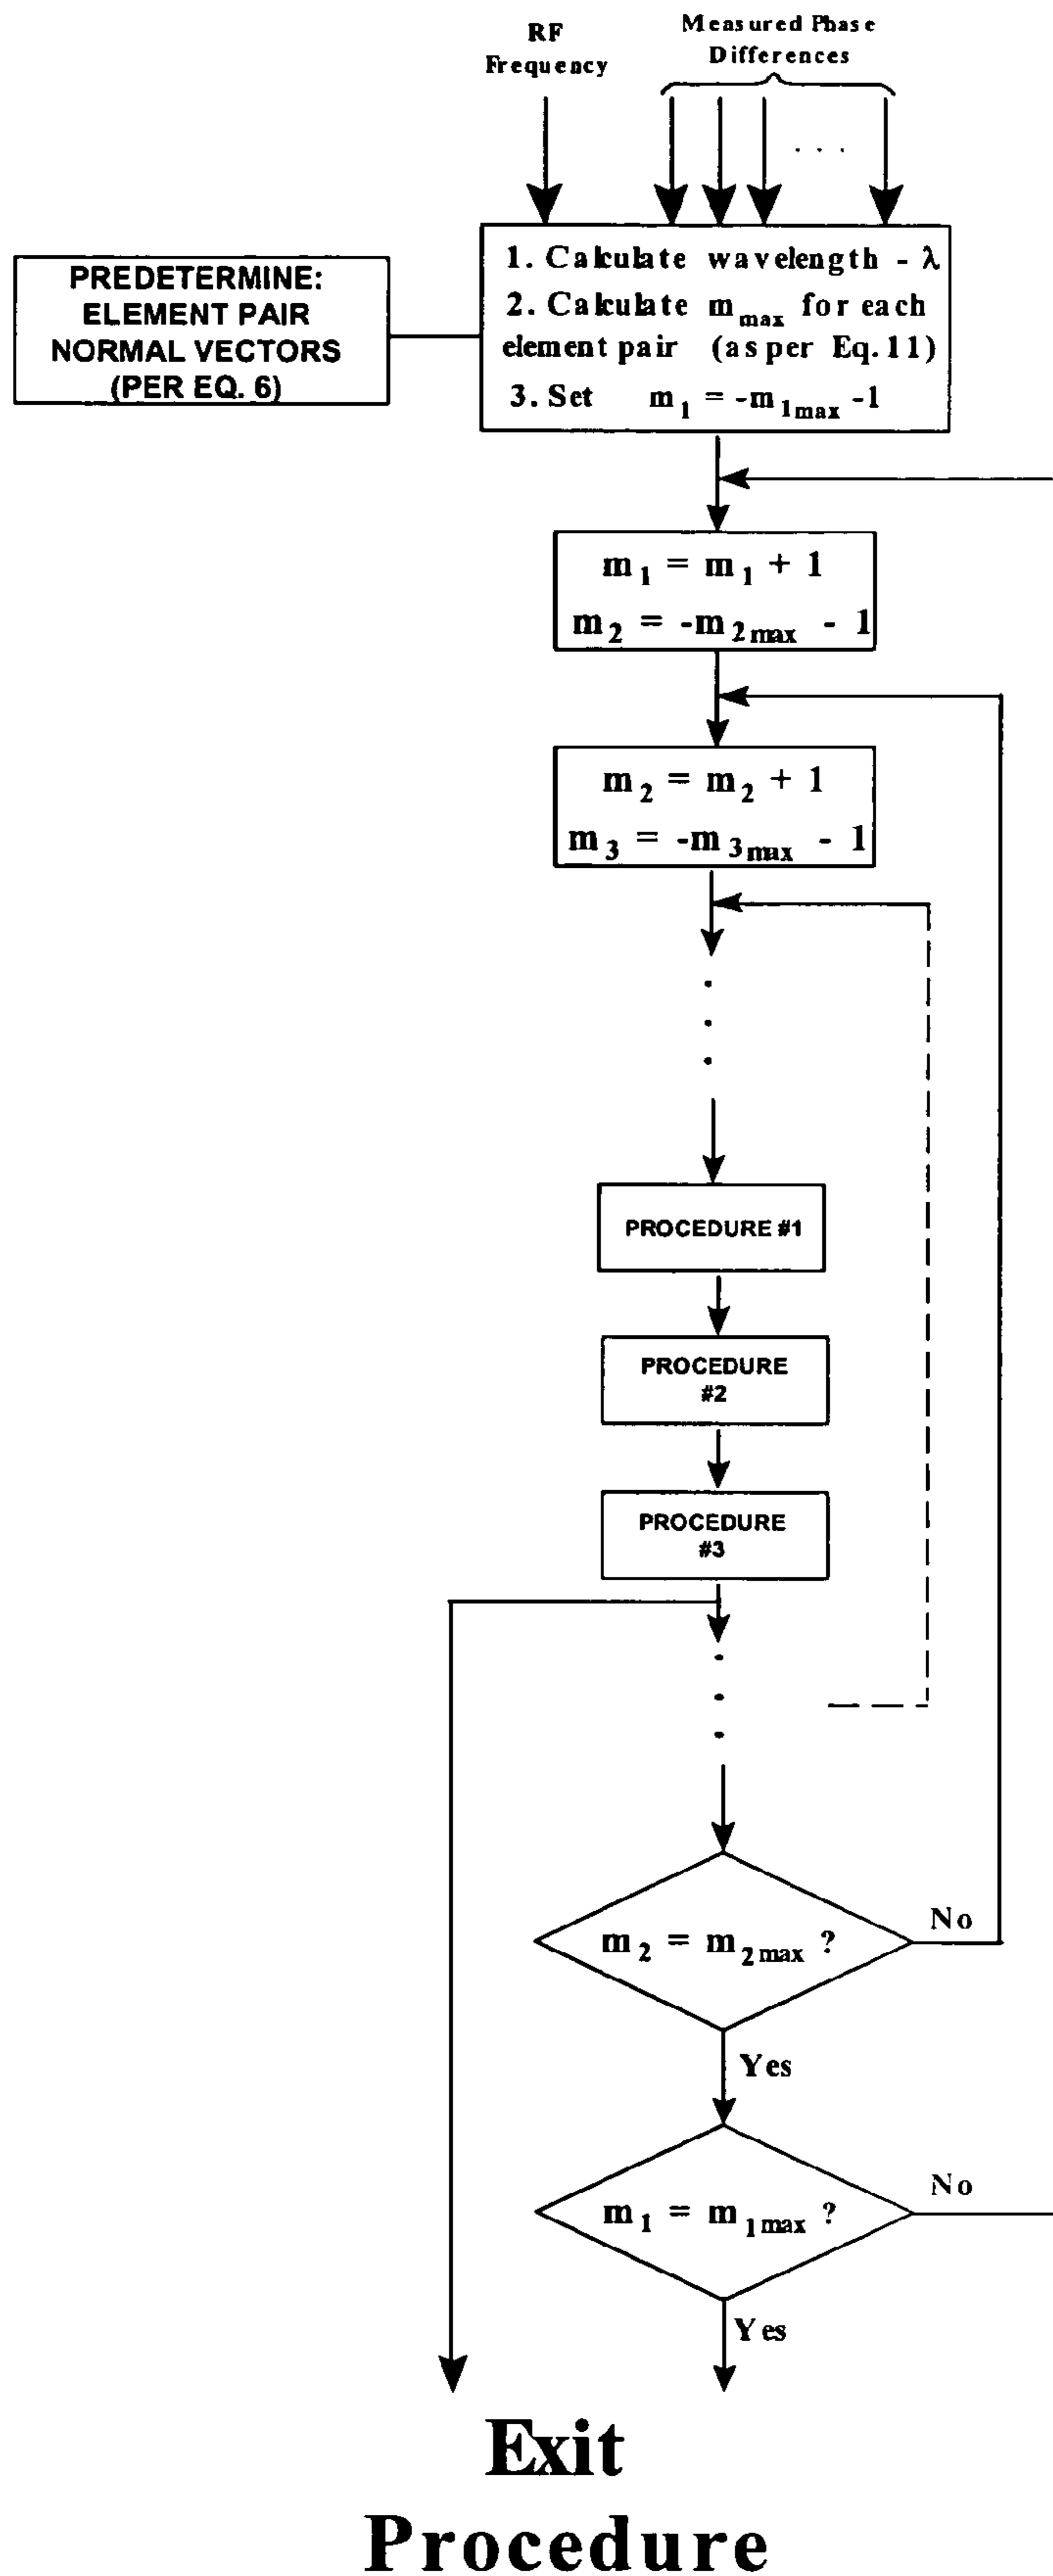 RF
Frequency
Measured Phase
Differences
. . .
PREDETERMINE:
ELEMENT PAIR
NORMAL VECTORS
(PER EQ. 6)
1. Calculate wavelength - λ
2. Calculate m max for each
element pair (as per Eq.11)
3. Set m 1 = -m 1max -1
m 1 = m 1 + 1
m 2 = -m 2max - 1
m 2 = m 2 + 1
m 3 = -m 3max - 1
PROCEDURE #1
PROCEDURE
#2
PROCEDURE
#3
m 2 = m 2max ?
No
Yes
m 1 = m 1max ?
No
Yes
Exit
Procedure